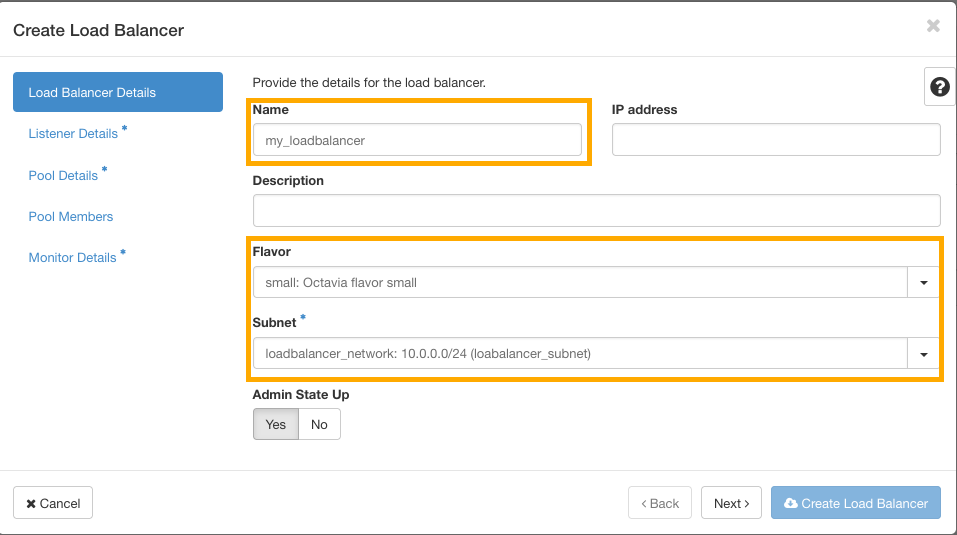 Create Load Balancer
×
Load Balancer Details
Listener Details *
Pool Details *
Pool Members
Monitor Details *
Provide the details for the load balancer.
?
Name
my_loadbalancer
IP address
Description
Flavor
small: Octavia flavor small
Subnet *
loadbalancer_network: 10.0.0.0/24 (loabalancer_subnet)
Admin State Up
Yes No
× Cancel
‹ Back
Next ›
Create Load Balancer